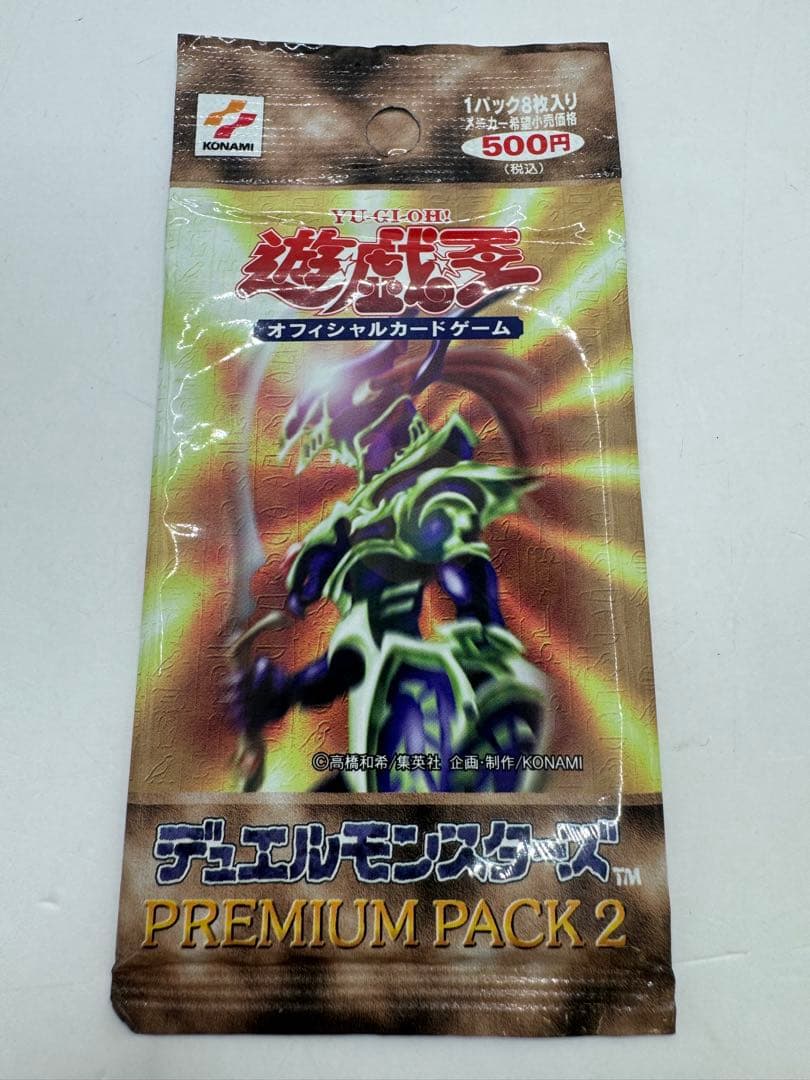 KONAMI
1パック8枚入り
メーカー希望小売価格
500円
(税込)
YU-GI-OH!
遊戯王
オフィシャルカードゲーム
©高橋和希/集英社 企画・制作/KONAMI
デュエルモンスターズ™
PREMIUM PACK 2